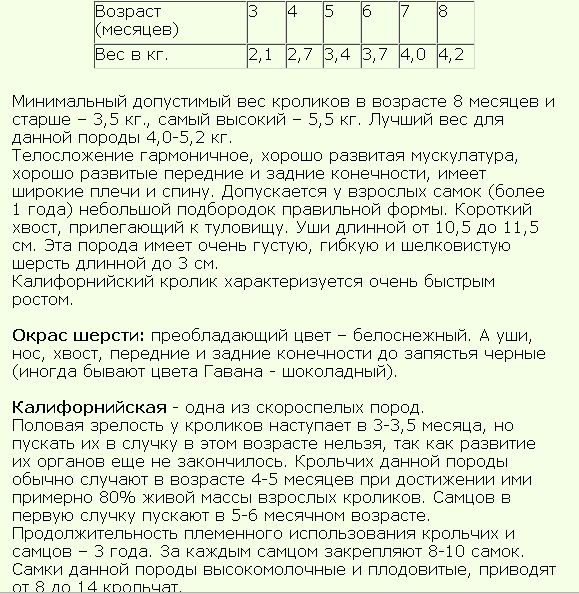 Возраст 3 4 5 6 7 8
(месяцев)
Вес в кг. 2,1 2,7 3,4 3,7 4,0 4,2
Минимальный допустимый вес кроликов в возрасте 8 месяцев и
старше – 3,5 кг., самый высокий – 5,5 кг. Лучший вес для
данной породы 4,0-5,2 кг.
Телосложение гармоничное, хорошо развитая мускулатура,
хорошо развитые передние и задние конечности, имеет
широкие плечи и спину. Допускается у взрослых самок (более
1 года) небольшой подбородок правильной формы. Короткий
хвост, прилегающий к туловищу. Уши длинной от 10,5 до 11,5
см. Эта порода имеет очень густую, гибкую и шелковистую
шерсть длинной до 3 см.
Калифорнийский кролик характеризуется очень быстрым
ростом.
Окрас шерсти: преобладающий цвет – белоснежный. А уши,
нос, хвост, передние и задние конечности до запястья черные
(иногда бывают цвета Гавана - шоколадный).
Калифорнийская - одна из скороспелых пород.
Половая зрелость у кроликов наступает в 3-3,5 месяца, но
пускать их в случку в этом возрасте нельзя, так как развитие
их органов еще не закончилось. Крольчих данной породы
обычно случают в возрасте 4-5 месяцев при достижении ими
примерно 80% живой массы взрослых кроликов. Самцов в
первую случку пускают в 5-6 месячном возрасте.
Продолжительность племенного использования крольчих и
самцов – 3 года. За каждым самцом закрепляют 8-10 самок.
Самки данной породы высокомолочные и плодовитые, приводят
от 8 до 14 крольчат.